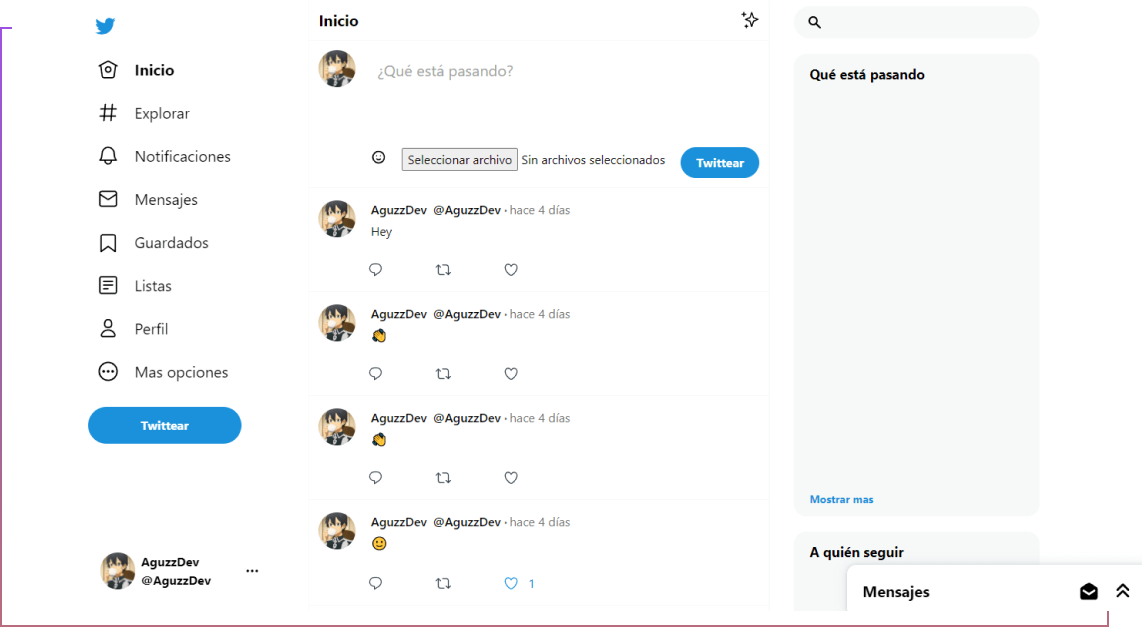 Inicio
Explorar
Notificaciones
Mensajes
Guardados
Listas
Perfil
Mas opciones
Twittear
AguzzDev
@AguzzDev
Inicio
¿Qué está pasando?
Seleccionar archivo Sin archivos seleccionados
Twittear
AguzzDev @AguzzDev · hace 4 días
Hey
AguzzDev @AguzzDev · hace 4 días
👏
AguzzDev @AguzzDev · hace 4 días
👏
AguzzDev @AguzzDev · hace 4 días
🙂
1
Qué está pasando
Mostrar mas
A quién seguir
Mensajes